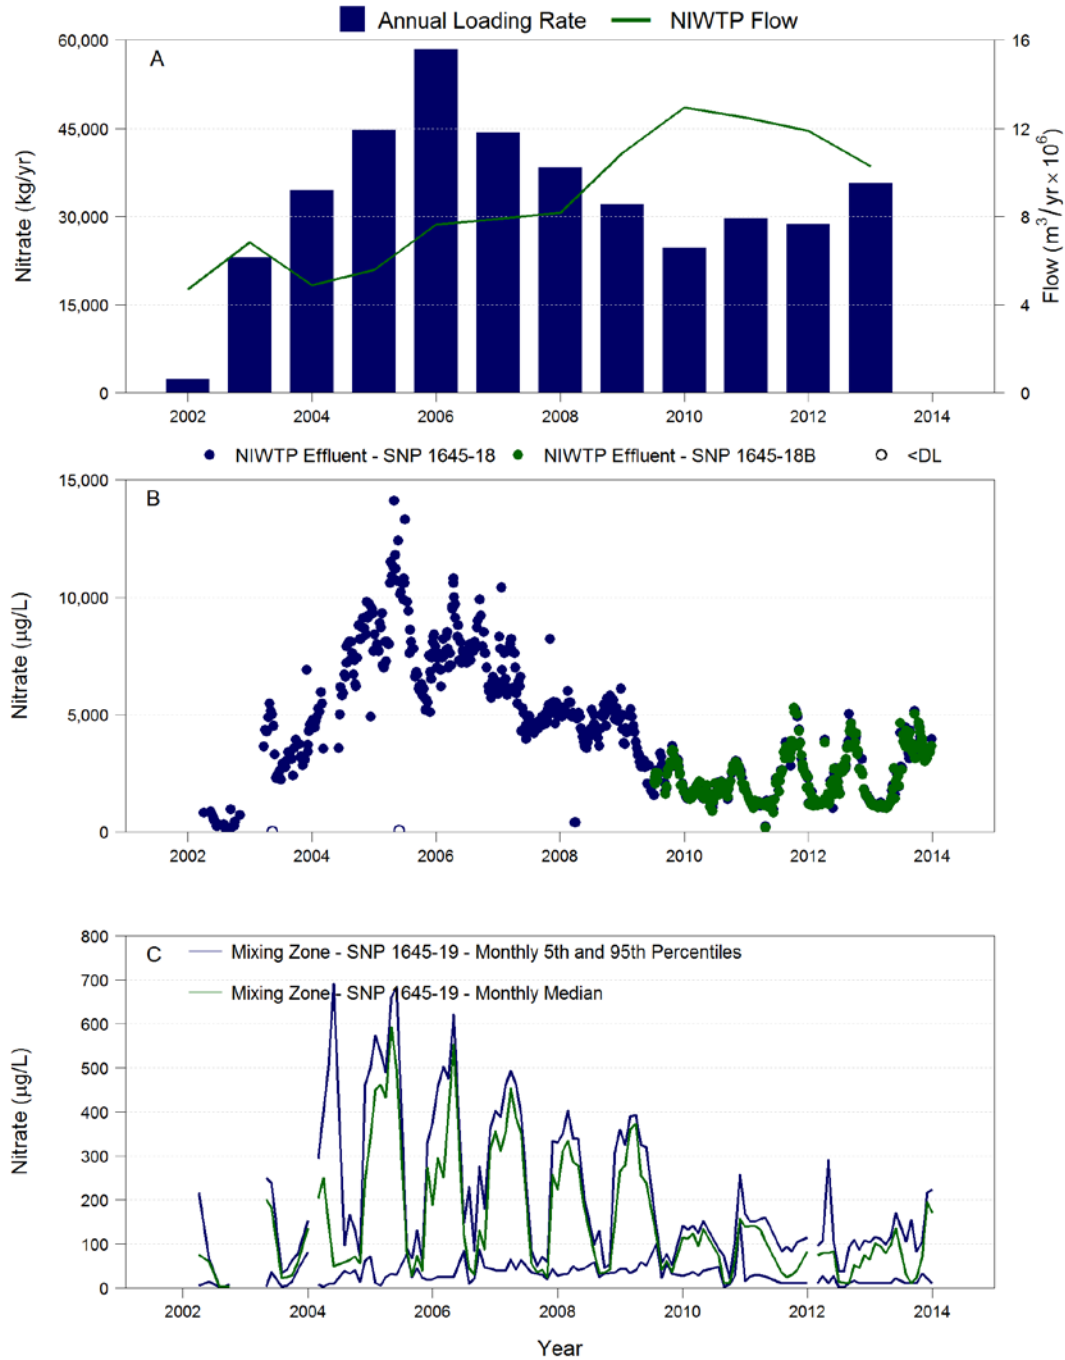 Annual Loading Rate NIWTP Flow
A
60,000
45,000
30,000
15,000
0
Nitrate (kg/yr)
16
12
8
4
0
Flow (m³/yr × 10⁶)
2002 2004 2006 2008 2010 2012 2014
NIWTP Effluent - SNP 1645-18 NIWTP Effluent - SNP 1645-18B <DL
B
15,000
10,000
5,000
0
Nitrate (µg/L)
2002 2004 2006 2008 2010 2012 2014
C
Mixing Zone - SNP 1645-19 - Monthly 5th and 95th Percentiles
Mixing Zone - SNP 1645-19 - Monthly Median
800
700
600
500
400
300
200
100
0
Nitrate (µg/L)
2002 2004 2006 2008 2010 2012 2014
Year